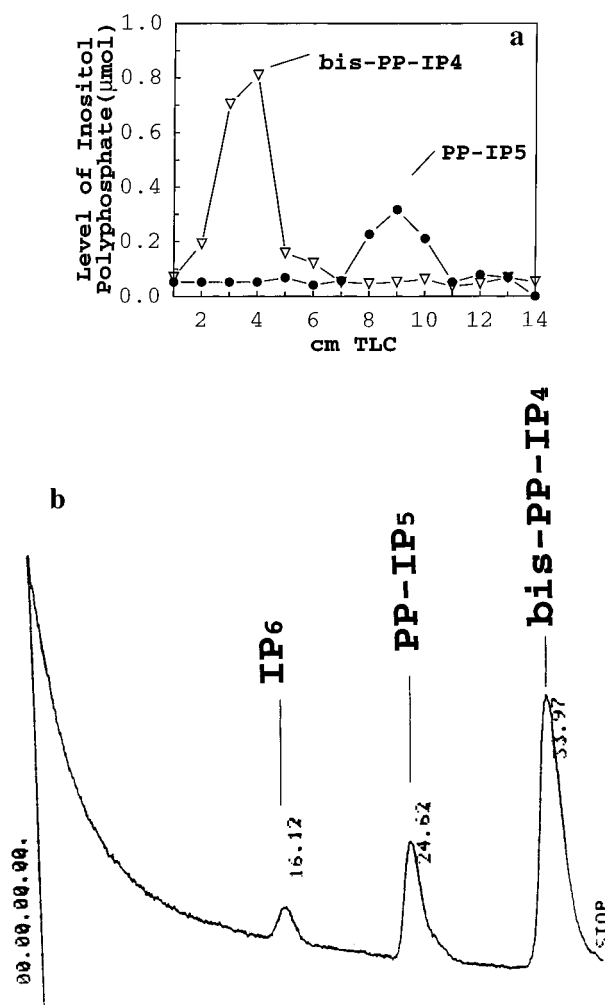 a
Level of Inositol
Polyphosphate(μmol)
1.0
0.8
0.6
0.4
0.2
0.0
bis-PP-IP4
PP-IP5
2 4 6 8 10 12 14
cm TLC
b
IP6
PP-IP5
bis-PP-IP4
00.00.00.00.
16.12
24.62
33.97
STOP